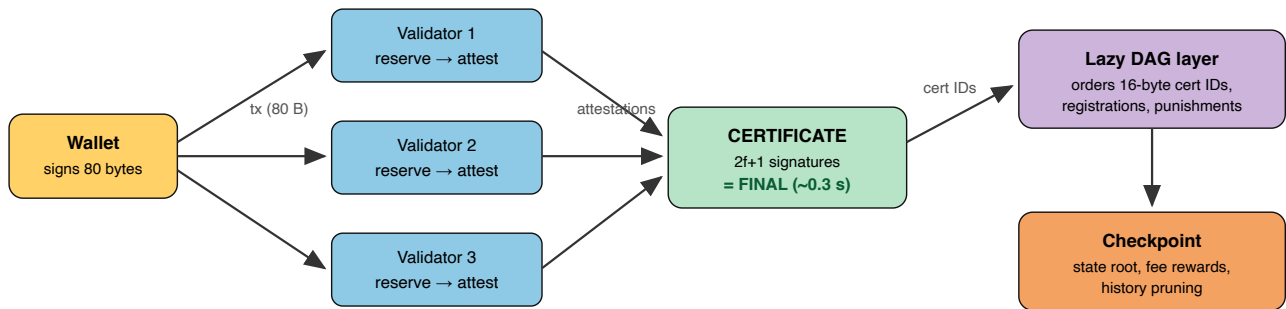 Wallet
signs 80 bytes
tx (80 B)
Validator 1
reserve → attest
Validator 2
reserve → attest
Validator 3
reserve → attest
attestations
CERTIFICATE
2f+1 signatures
= FINAL (~0.3 s)
cert IDs
Lazy DAG layer
orders 16-byte cert IDs,
registrations, punishments
Checkpoint
state root, fee rewards,
history pruning